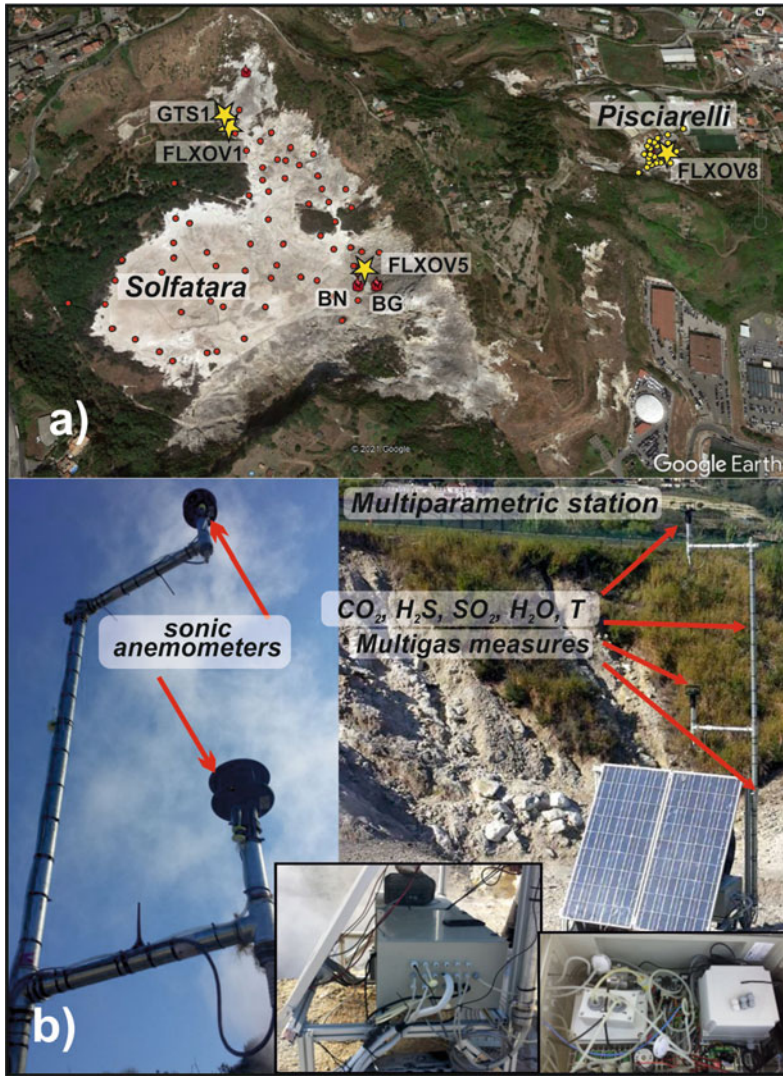 GTS1
FLXOV1
Pisciarelli
FLXOV8
Solfatara
FLXOV5
BN
BG
a)
© 2021 Google
Google Earth
Multiparametric station
sonic
anemometers
CO₂, H₂S, SO₂, H₂O, T
Multigas measures
b)